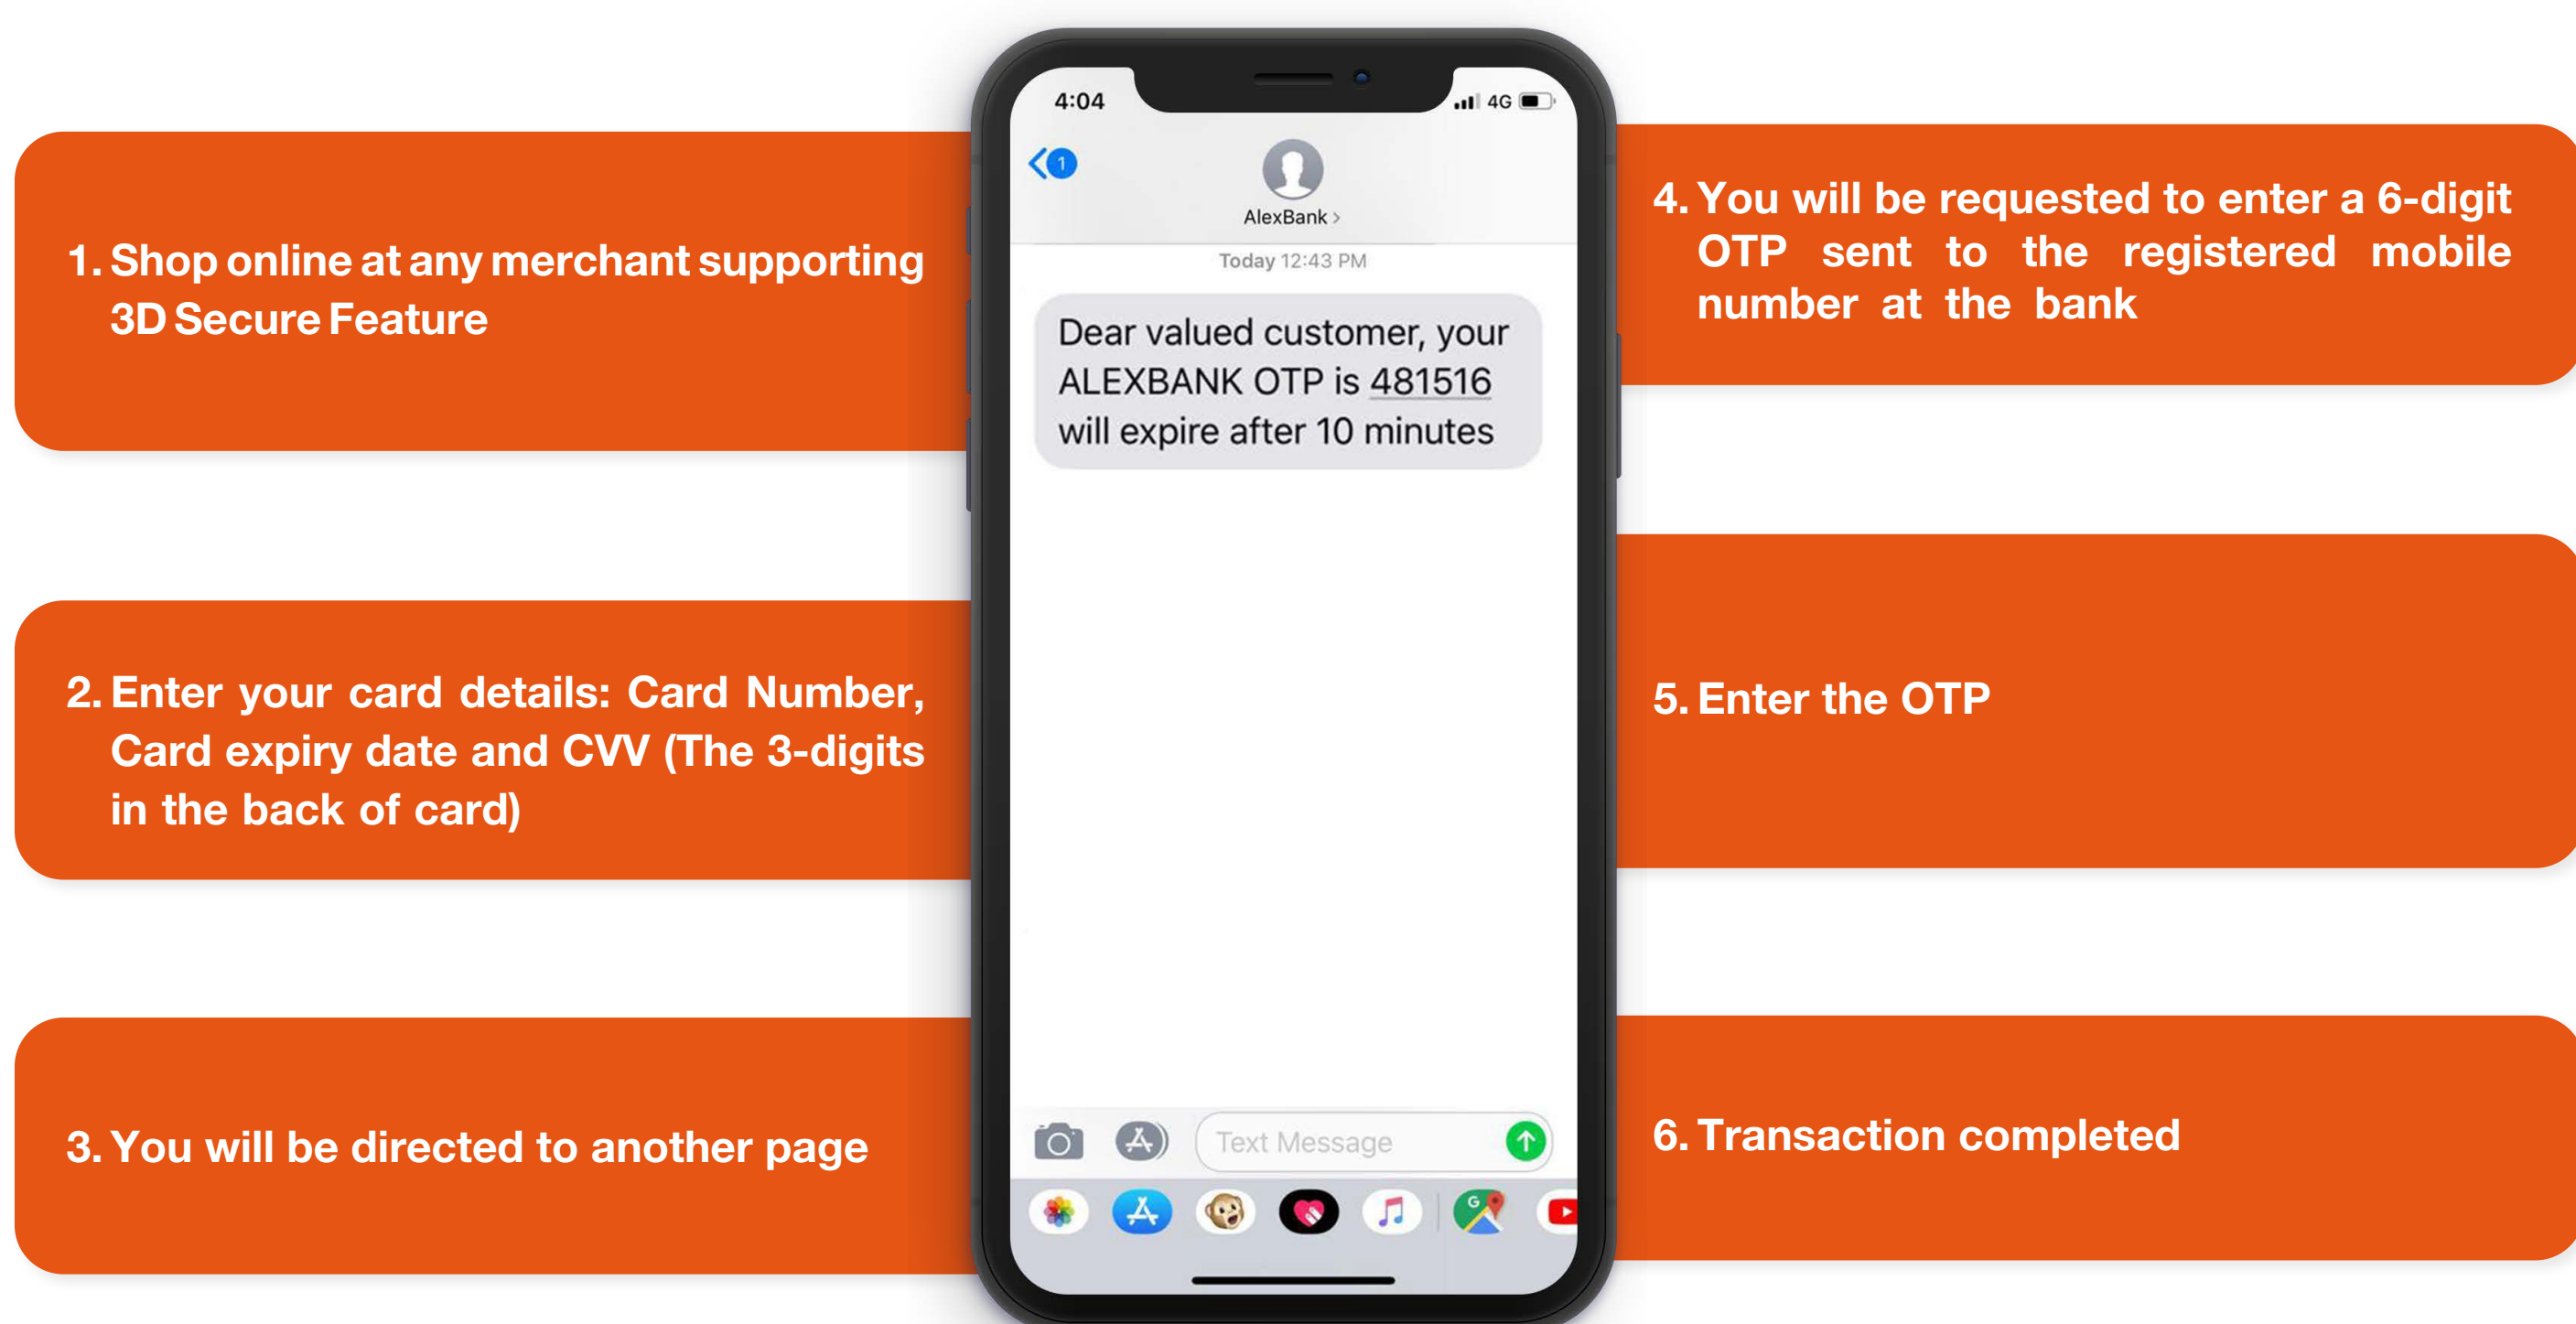 1. Shop online at any merchant supporting
3D Secure Feature
2. Enter your card details: Card Number,
Card expiry date and CVV (The 3-digits
in the back of card)
3. You will be directed to another page
4:04
4G
1
AlexBank >
Today 12:43 PM
Dear valued customer, your
ALEXBANK OTP is 481516
will expire after 10 minutes
Text Message
G
4. You will be requested to enter a 6-digit
OTP sent to the registered mobile
number at the bank
5. Enter the OTP
6. Transaction completed